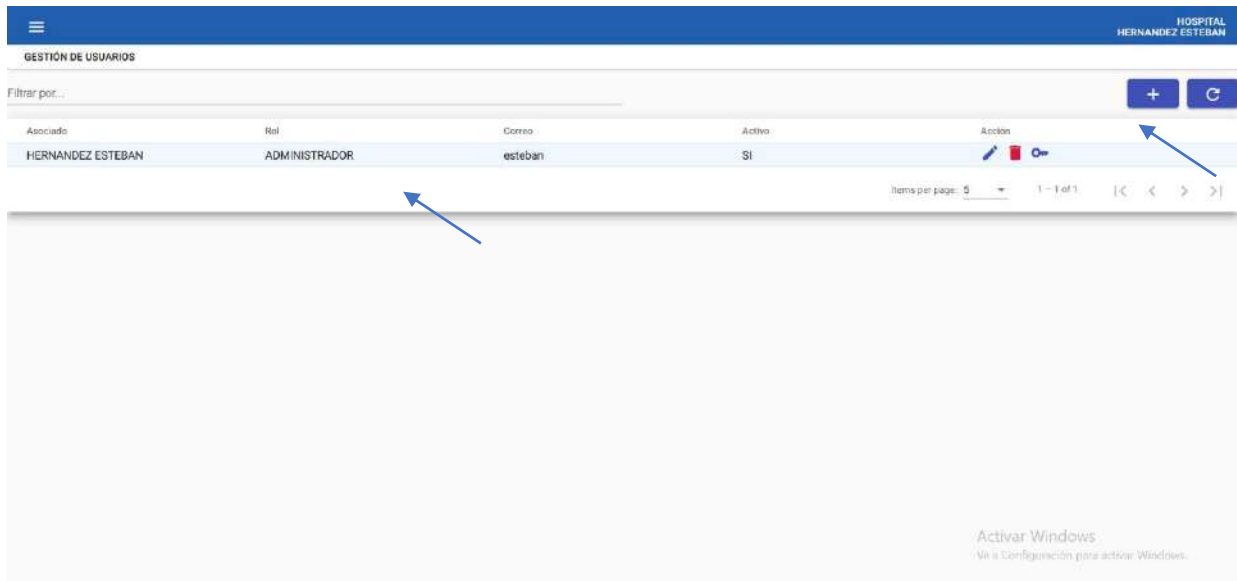 HOSPITAL
HERNANDEZ ESTEBAN
GESTIÓN DE USUARIOS
Filtrar por...
Asociado Rol Correo Activo Acción
HERNANDEZ ESTEBAN ADMINISTRADOR esteban SI
Items per page: 5 1 – 1 of 1
Activar Windows
Ve a Configuración para activar Windows.